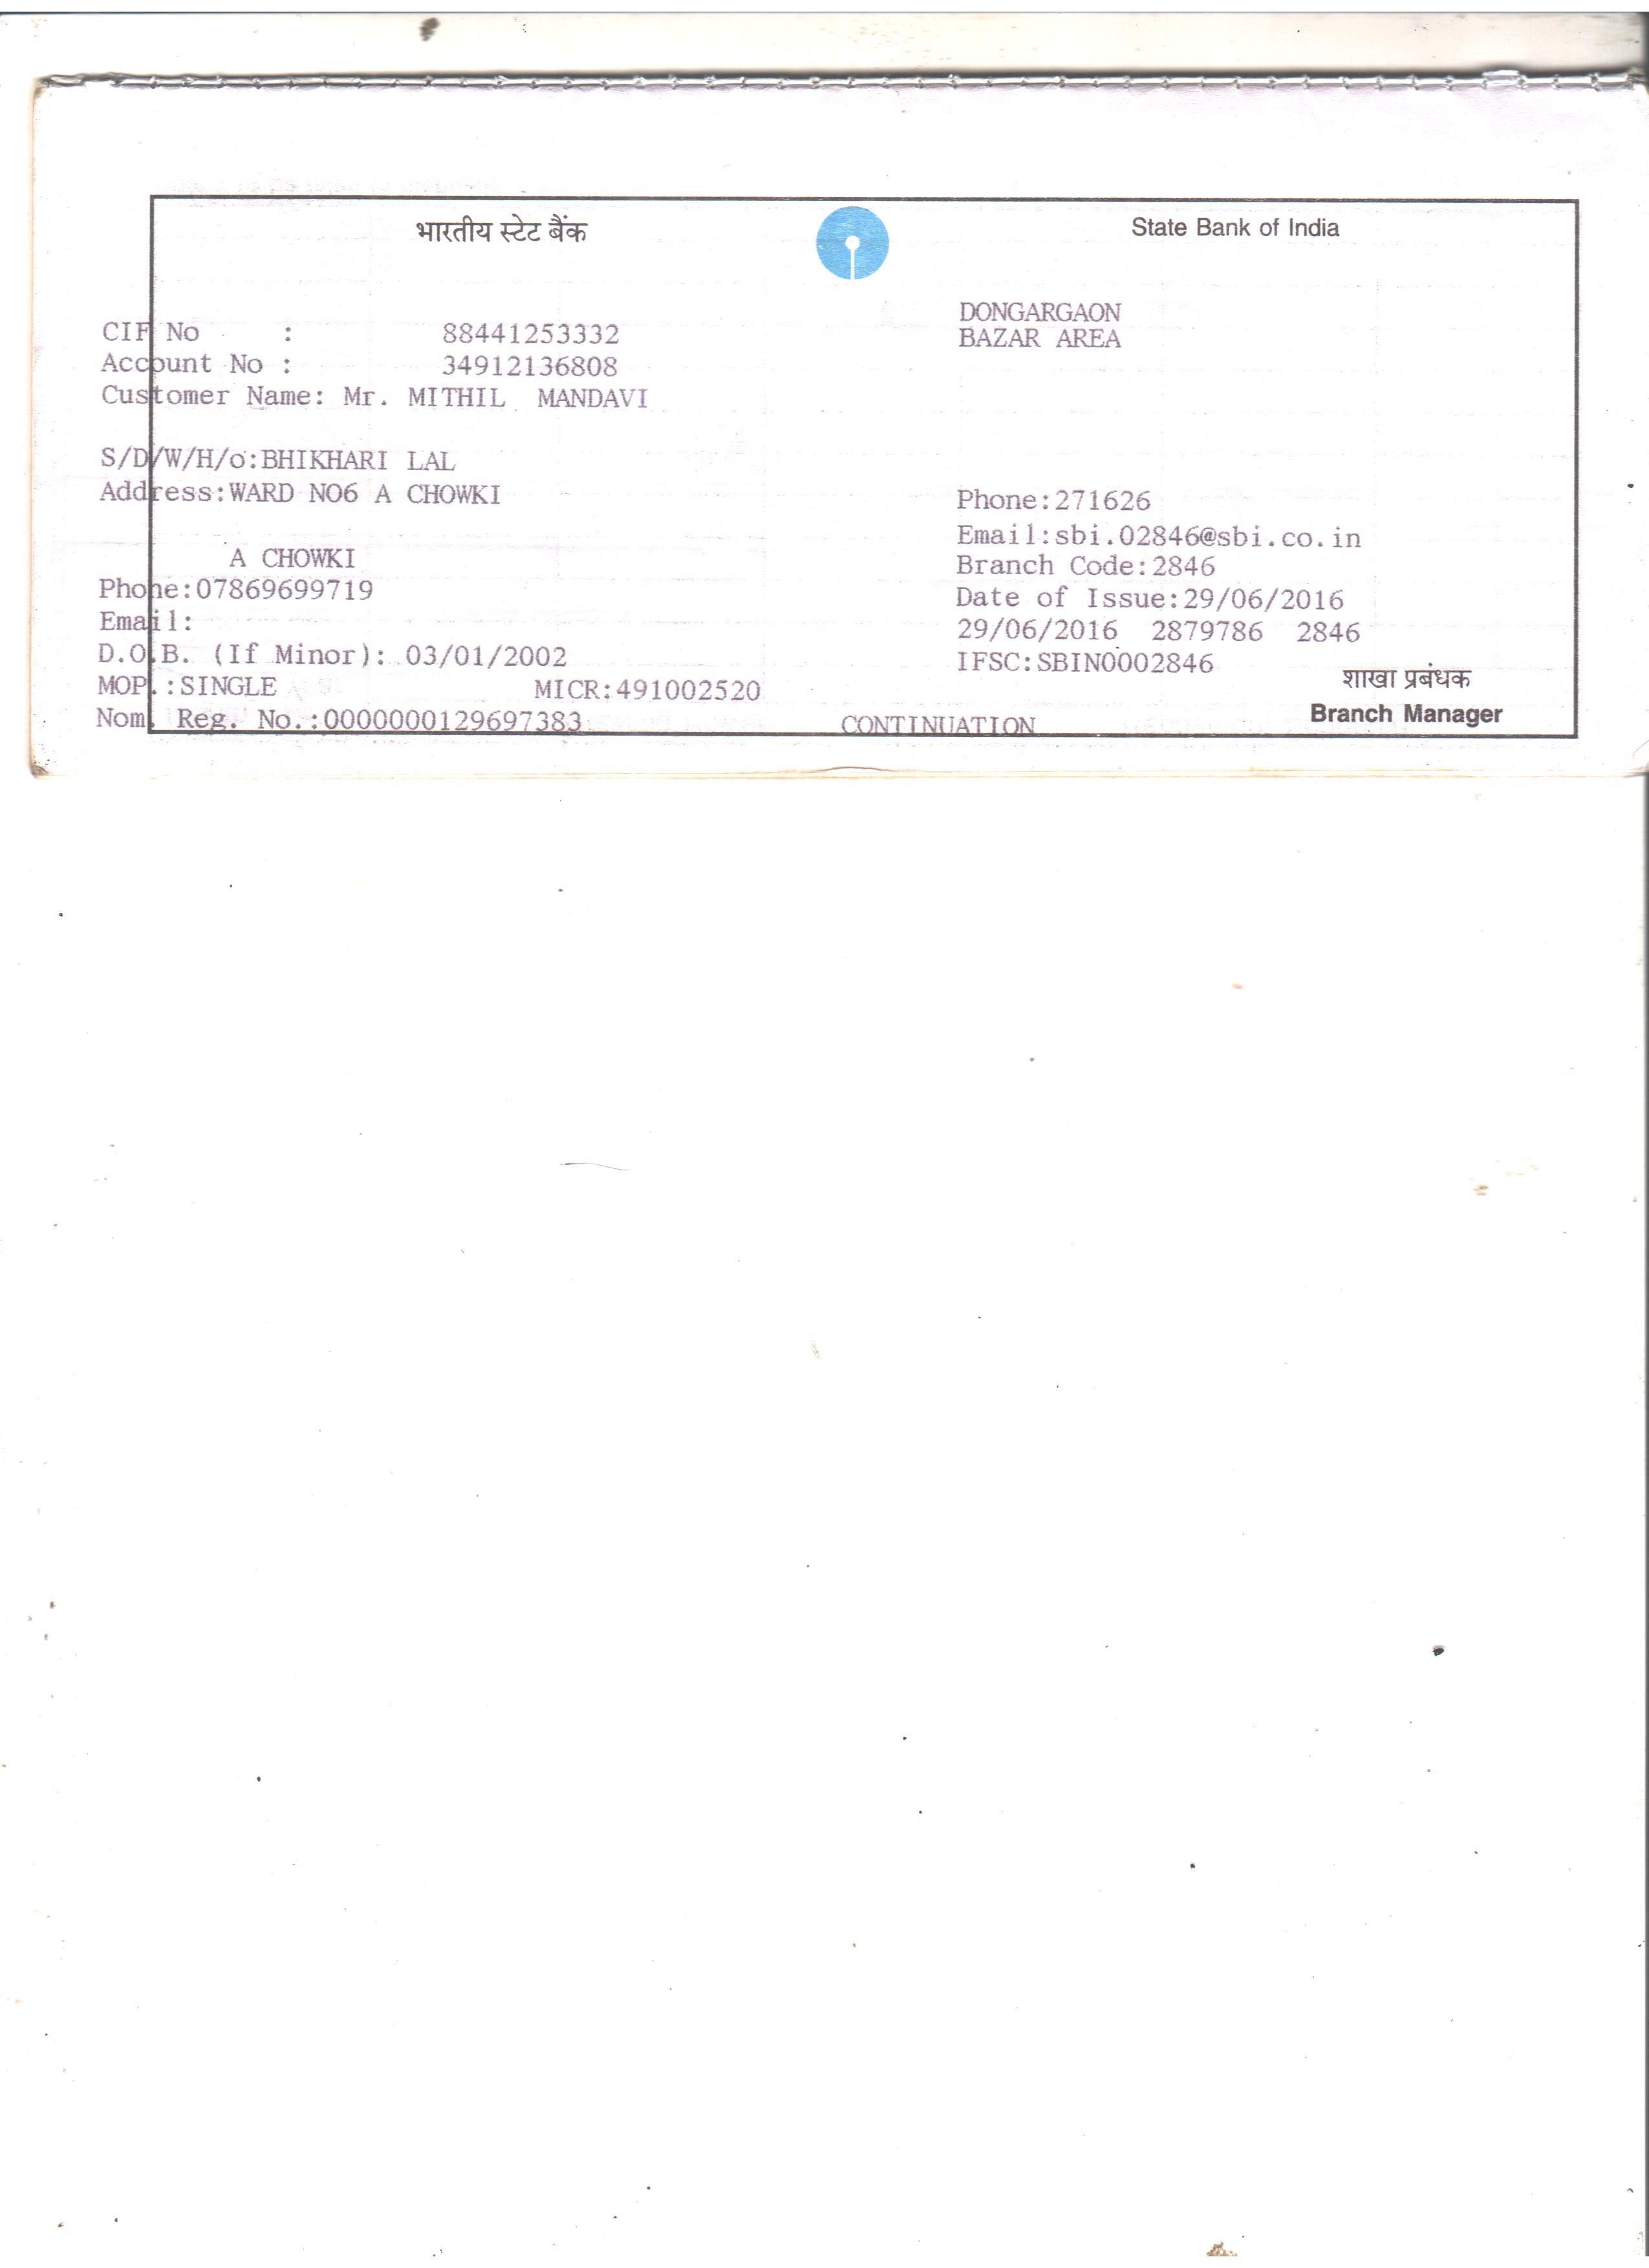 भारतीय स्टेट बैंक
State Bank of India
CIF No : 88441253332
Account No : 34912136808
Customer Name: Mr. MITHIL MANDAVI
S/D/W/H/o:BHIKHARI LAL
Address:WARD NO6 A CHOWKI
A CHOWKI
Phone:07869699719
Email:
D.O.B. (If Minor): 03/01/2002
MOP.:SINGLE MICR:491002520
Nom. Reg. No.:0000000129697383
DONGARGAON
BAZAR AREA
Phone:271626
Email:sbi.02846@sbi.co.in
Branch Code:2846
Date of Issue:29/06/2016
29/06/2016 2879786 2846
IFSC:SBIN0002846
शाखा प्रबंधक
Branch Manager
CONTINUATION